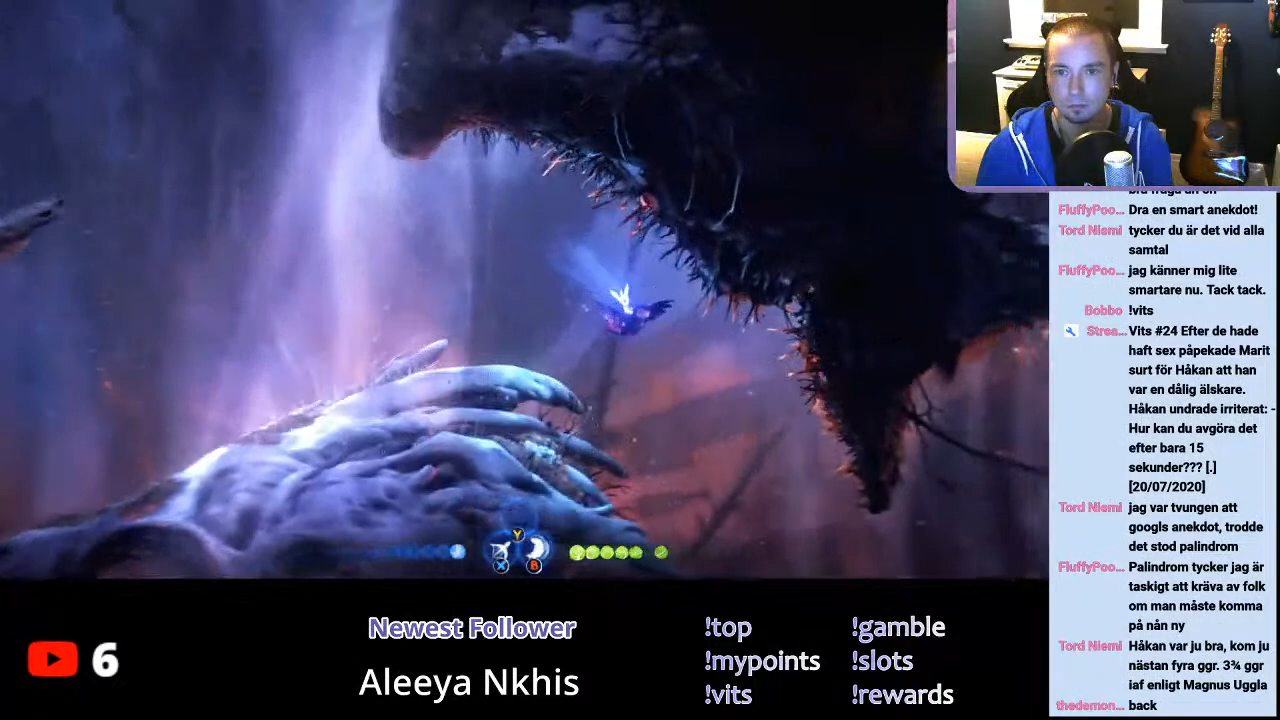 FluffyPoo... Dra en smart anekdot!
Tord Niemi tycker du är det vid alla
samtal
FluffyPoo... jag känner mig lite
smartare nu. Tack tack.
Bobbo !vits
Strea... Vits #24 Efter de hade
haft sex påpekade Marit
surt för Håkan att han
var en dålig älskare.
Håkan undrade irriterat: -
Hur kan du avgöra det
efter bara 15
sekunder??? [.]
[20/07/2020]
Tord Niemi jag var tvungen att
googls anekdot, trodde
det stod palindrom
FluffyPoo... Palindrom tycker jag är
taskigt att kräva av folk
om man måste komma
på nån ny
Tord Niemi Håkan var ju bra, kom ju
nästan fyra ggr. 3¾ ggr
iaf enligt Magnus Uggla
thedemon... back
Y
X
B
6
Newest Follower
Aleeya Nkhis
!top
!mypoints
!vits
!gamble
!slots
!rewards